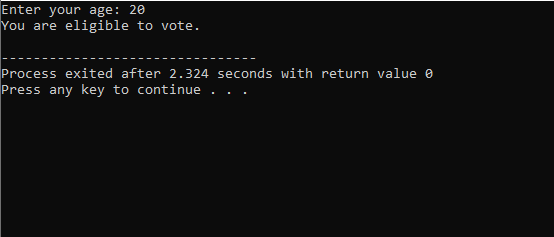 Enter your age: 20
You are eligible to vote.
--------------------------------
Process exited after 2.324 seconds with return value 0
Press any key to continue . . .